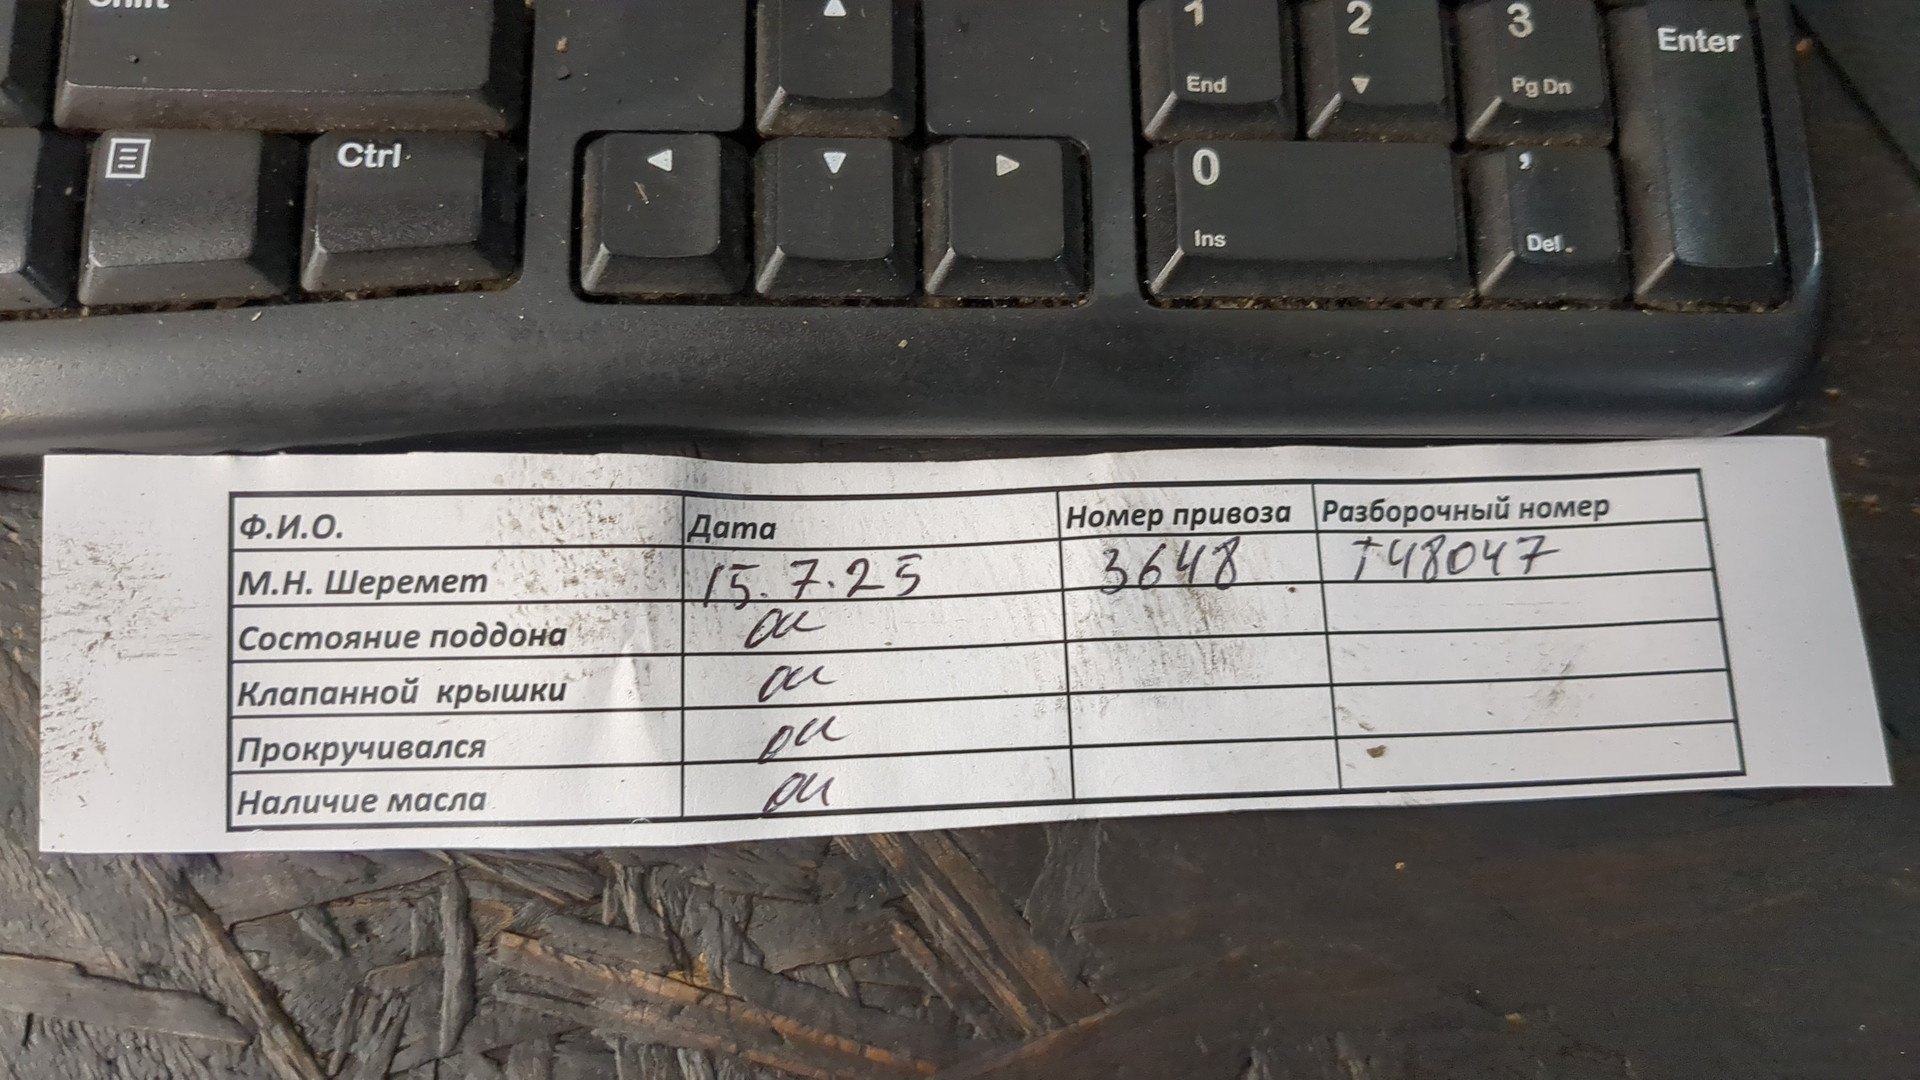 Shift
1 2 3 Enter
End Pg Dn
Ctrl 0 ,
Ins Del
Ф.И.О. Дата Номер привоза Разборочный номер
М.Н. Шеремет 15.7.25 3648 т48047
Состояние поддона ок
Клапанной крышки ок
Прокручивался ок
Наличие масла ок